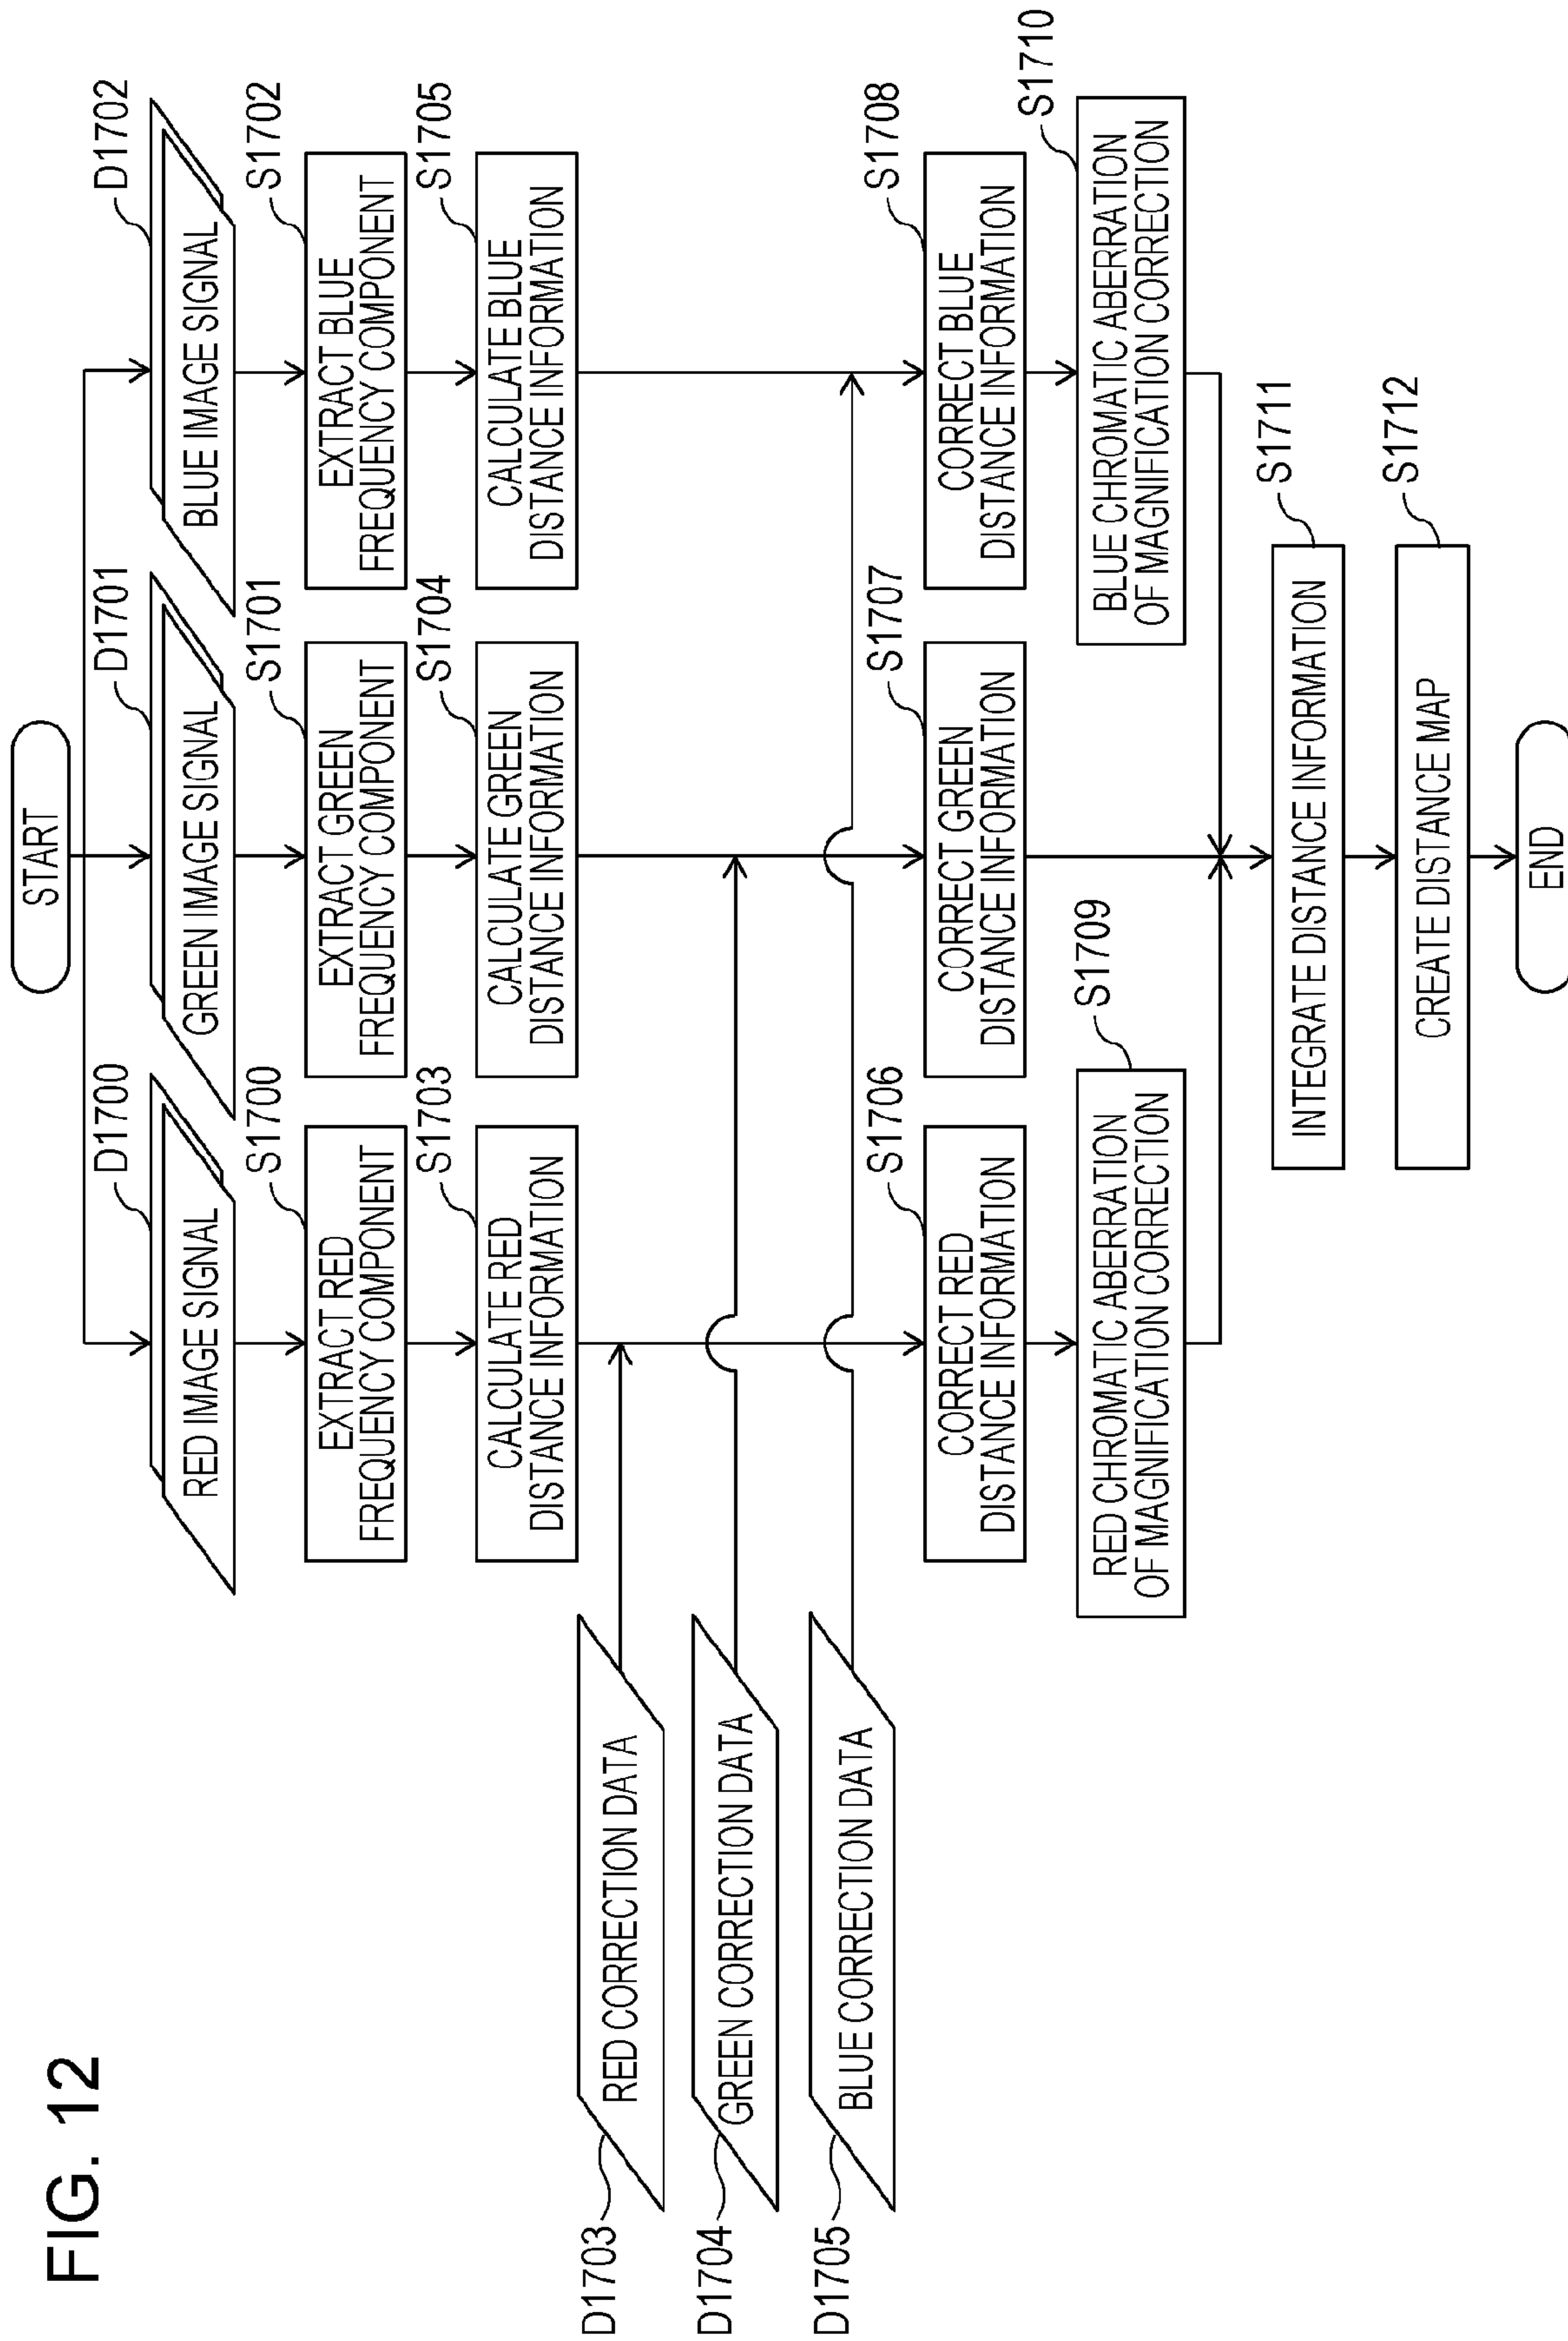 FIG. 12
START
D1700
D1701
D1702
RED IMAGE SIGNAL
GREEN IMAGE SIGNAL
BLUE IMAGE SIGNAL
S1700
S1701
S1702
EXTRACT RED
FREQUENCY COMPONENT
EXTRACT GREEN
FREQUENCY COMPONENT
EXTRACT BLUE
FREQUENCY COMPONENT
S1703
S1704
S1705
CALCULATE RED
DISTANCE INFORMATION
CALCULATE GREEN
DISTANCE INFORMATION
CALCULATE BLUE
DISTANCE INFORMATION
D1703
RED CORRECTION DATA
D1704
GREEN CORRECTION DATA
D1705
BLUE CORRECTION DATA
S1706
S1707
S1708
CORRECT RED
DISTANCE INFORMATION
CORRECT GREEN
DISTANCE INFORMATION
CORRECT BLUE
DISTANCE INFORMATION
S1709
S1710
RED CHROMATIC ABERRATION
OF MAGNIFICATION CORRECTION
BLUE CHROMATIC ABERRATION
OF MAGNIFICATION CORRECTION
S1711
INTEGRATE DISTANCE INFORMATION
S1712
CREATE DISTANCE MAP
END